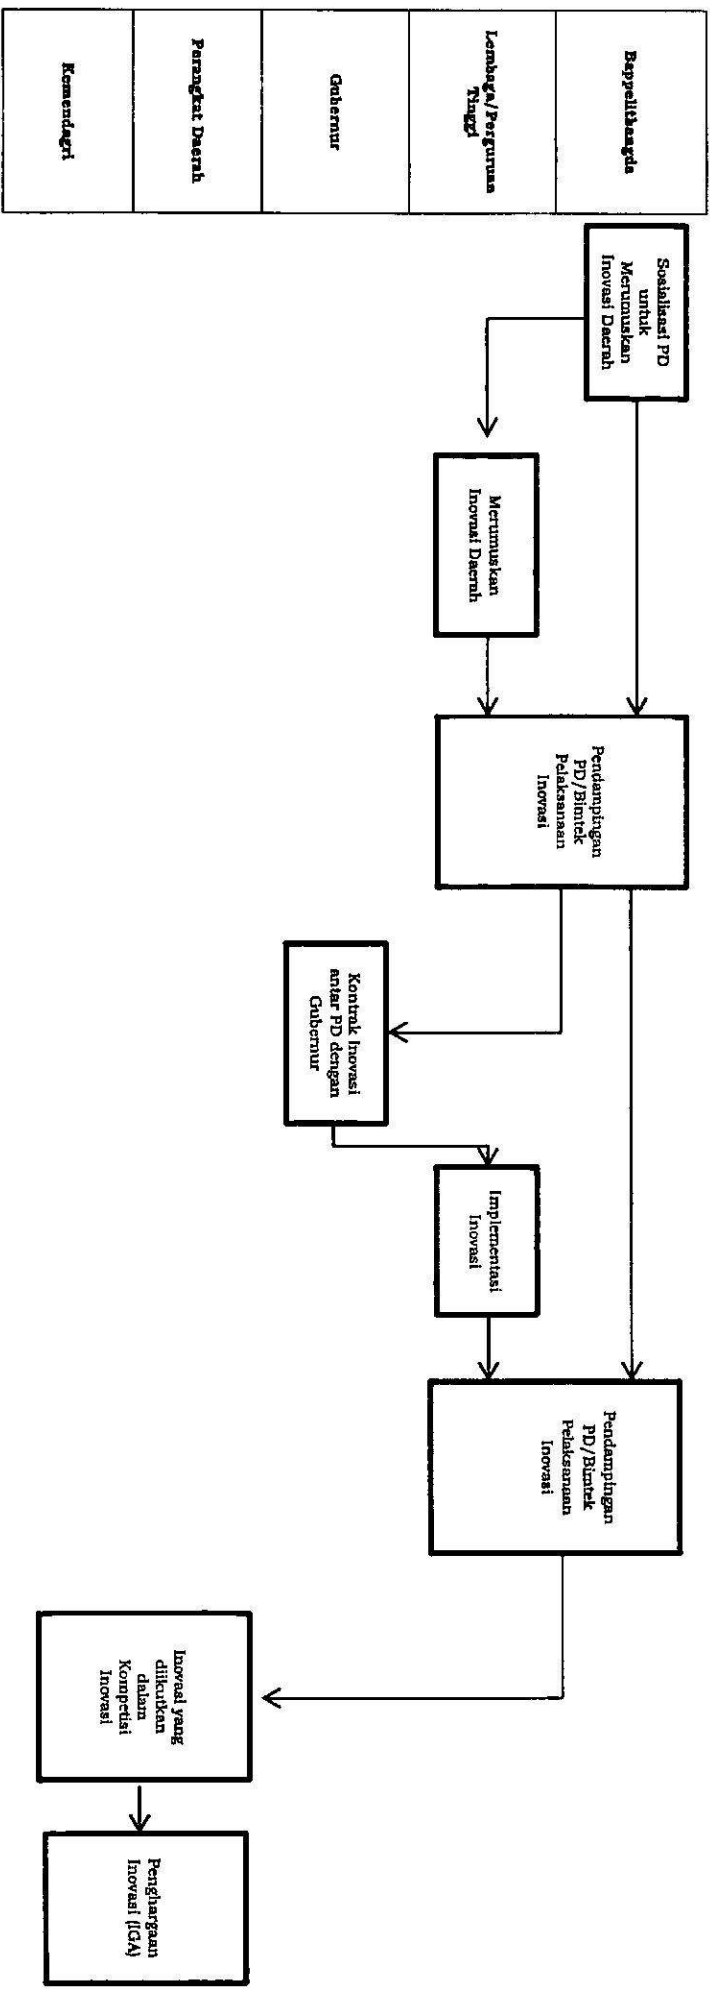 Bappelitbangda
Lembaga/Perguruan
Tinggi
Gubernur
Perangkat Daerah
Kemendagri
Sosialisasi PD
untuk
Merumuskan
Inovasi Daerah
Merumuskan
Inovasi Daerah
Pendampingan
PD/Bimtek
Pelaksanaan
Inovasi
Kontrak Inovasi
antar PD dengan
Gubernur
Implementasi
Inovasi
Pendampingan
PD/Bimtek
Pelaksanaan
Inovasi
Inovasi yang
diikutkan
dalam
Kompetisi
Inovasi
Penghargaan
Inovasi (IGA)